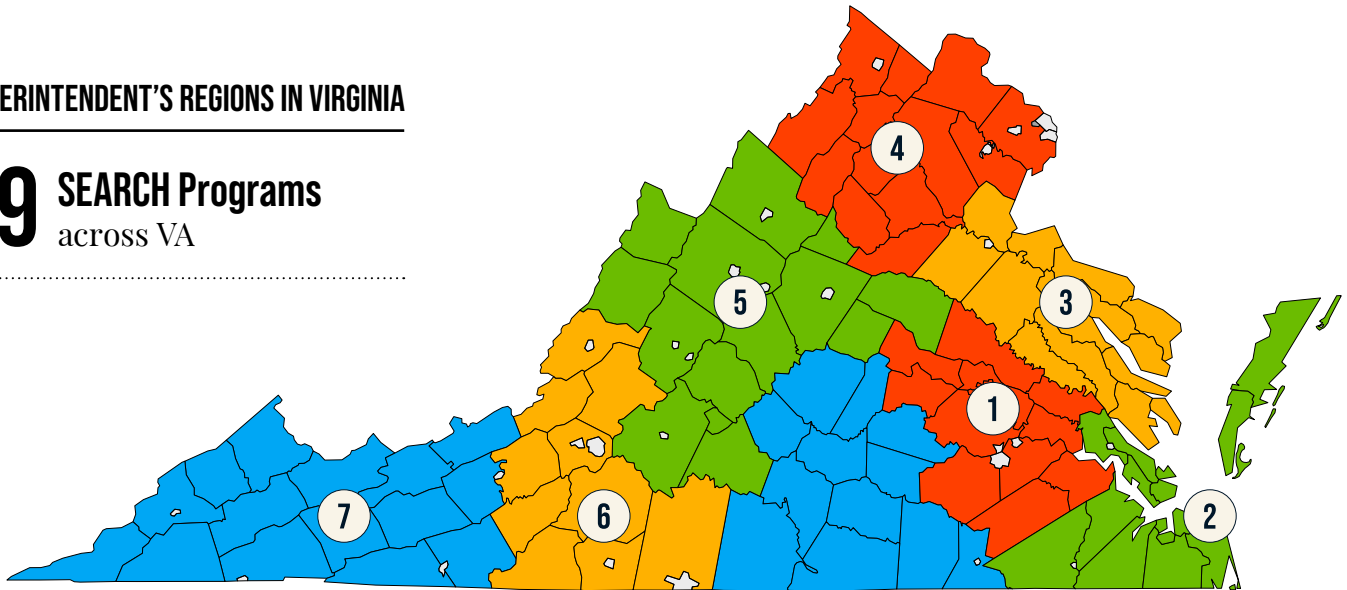 ERINTENDENT'S REGIONS IN VIRGINIA
9 SEARCH Programs
across VA
4
5
3
1
7
6
2